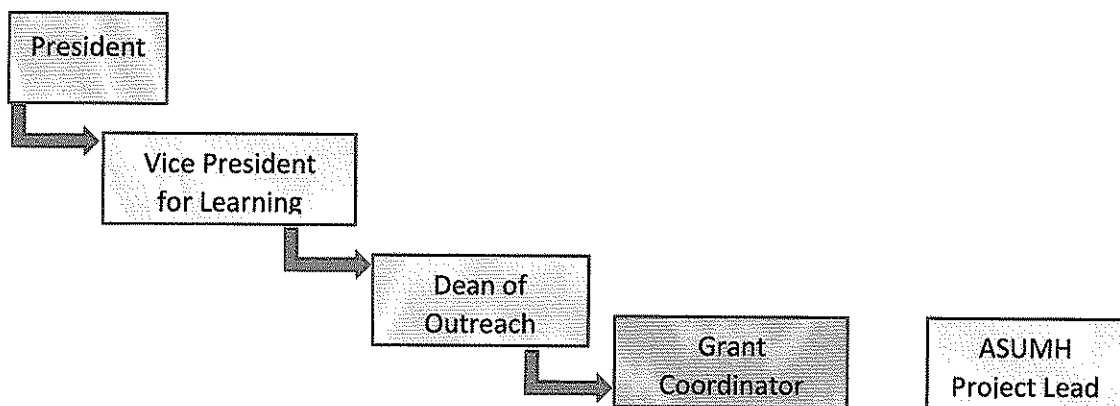 President
Vice President
for Learning
Dean of
Outreach
Grant
Coordinator
ASUMH
Project Lead